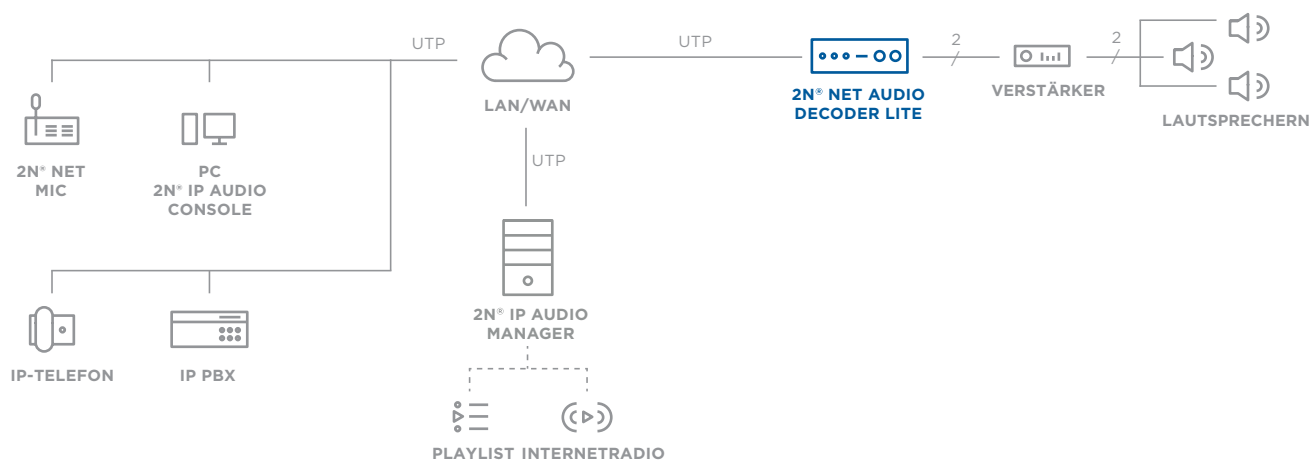 UTP
UTP
2
2
LAN/WAN
2N® NET AUDIO
DECODER LITE
VERSTÄRKER
LAUTSPRECHERN
2N® NET
MIC
PC
2N® IP AUDIO
CONSOLE
UTP
2N® IP AUDIO
MANAGER
IP-TELEFON
IP PBX
PLAYLIST
INTERNETRADIO